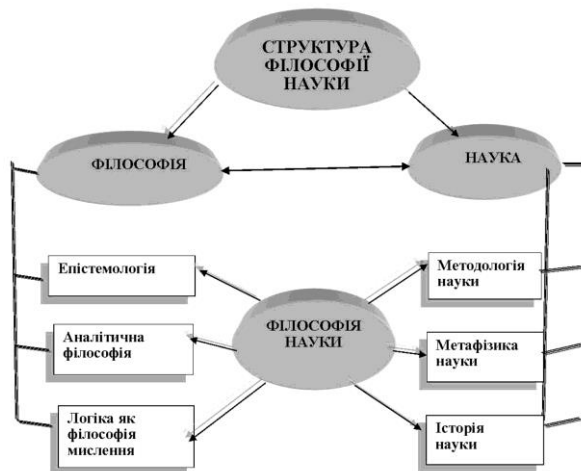 СТРУКТУРА
ФІЛОСОФІЇ
НАУКИ
ФІЛОСОФІЯ
НАУКА
Епістемологія
Методологія
науки
ФІЛОСОФІЯ
НАУКИ
Аналітична
філософія
Метафізика
науки
Логіка як
філософія
мислення
Історія
науки